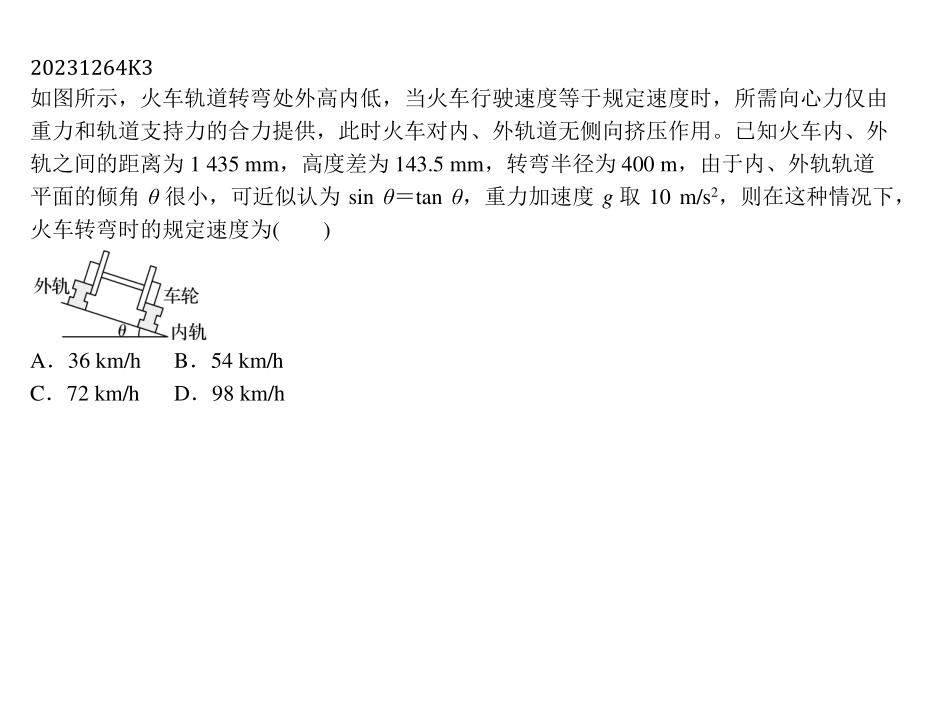 20231264K3
如图所示，火车轨道转弯处外高内低，当火车行驶速度等于规定速度时，所需向心力仅由
重力和轨道支持力的合力提供，此时火车对内、外轨道无侧向挤压作用。已知火车内、外
轨之间的距离为 1 435 mm，高度差为 143.5 mm，转弯半径为 400 m，由于内、外轨轨道
平面的倾角 θ 很小，可近似认为 sin θ＝tan θ，重力加速度 g 取 10 m/s²，则在这种情况下，
火车转弯时的规定速度为(　　)
外轨
车轮
θ
内轨
A．36 km/h　B．54 km/h
C．72 km/h　D．98 km/h